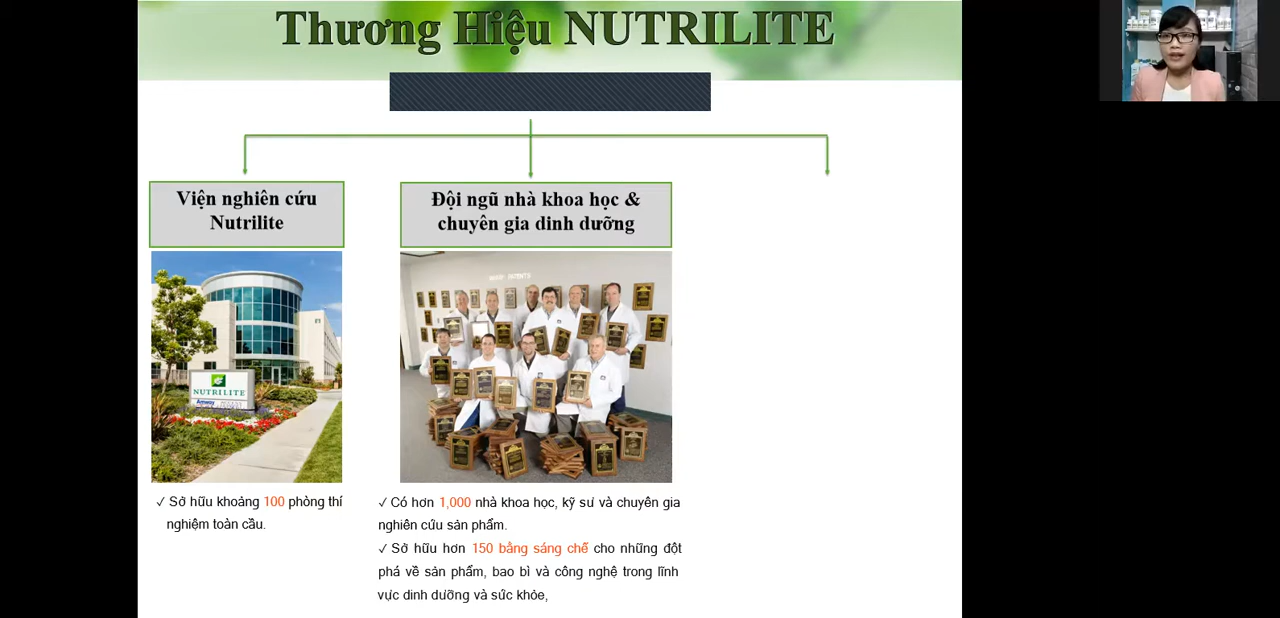 Thương Hiệu NUTRILITE
Viện nghiên cứu
Nutrilite
Đội ngũ nhà khoa học &
chuyên gia dinh dưỡng
NUTRILITE
Amway
✓ Sở hữu khoảng 100 phòng thí
nghiệm toàn cầu.
✓ Có hơn 1,000 nhà khoa học, kỹ sư và chuyên gia
nghiên cứu sản phẩm.
✓ Sở hữu hơn 150 bằng sáng chế cho những đột
phá về sản phẩm, bao bì và công nghệ trong lĩnh
vực dinh dưỡng và sức khỏe,